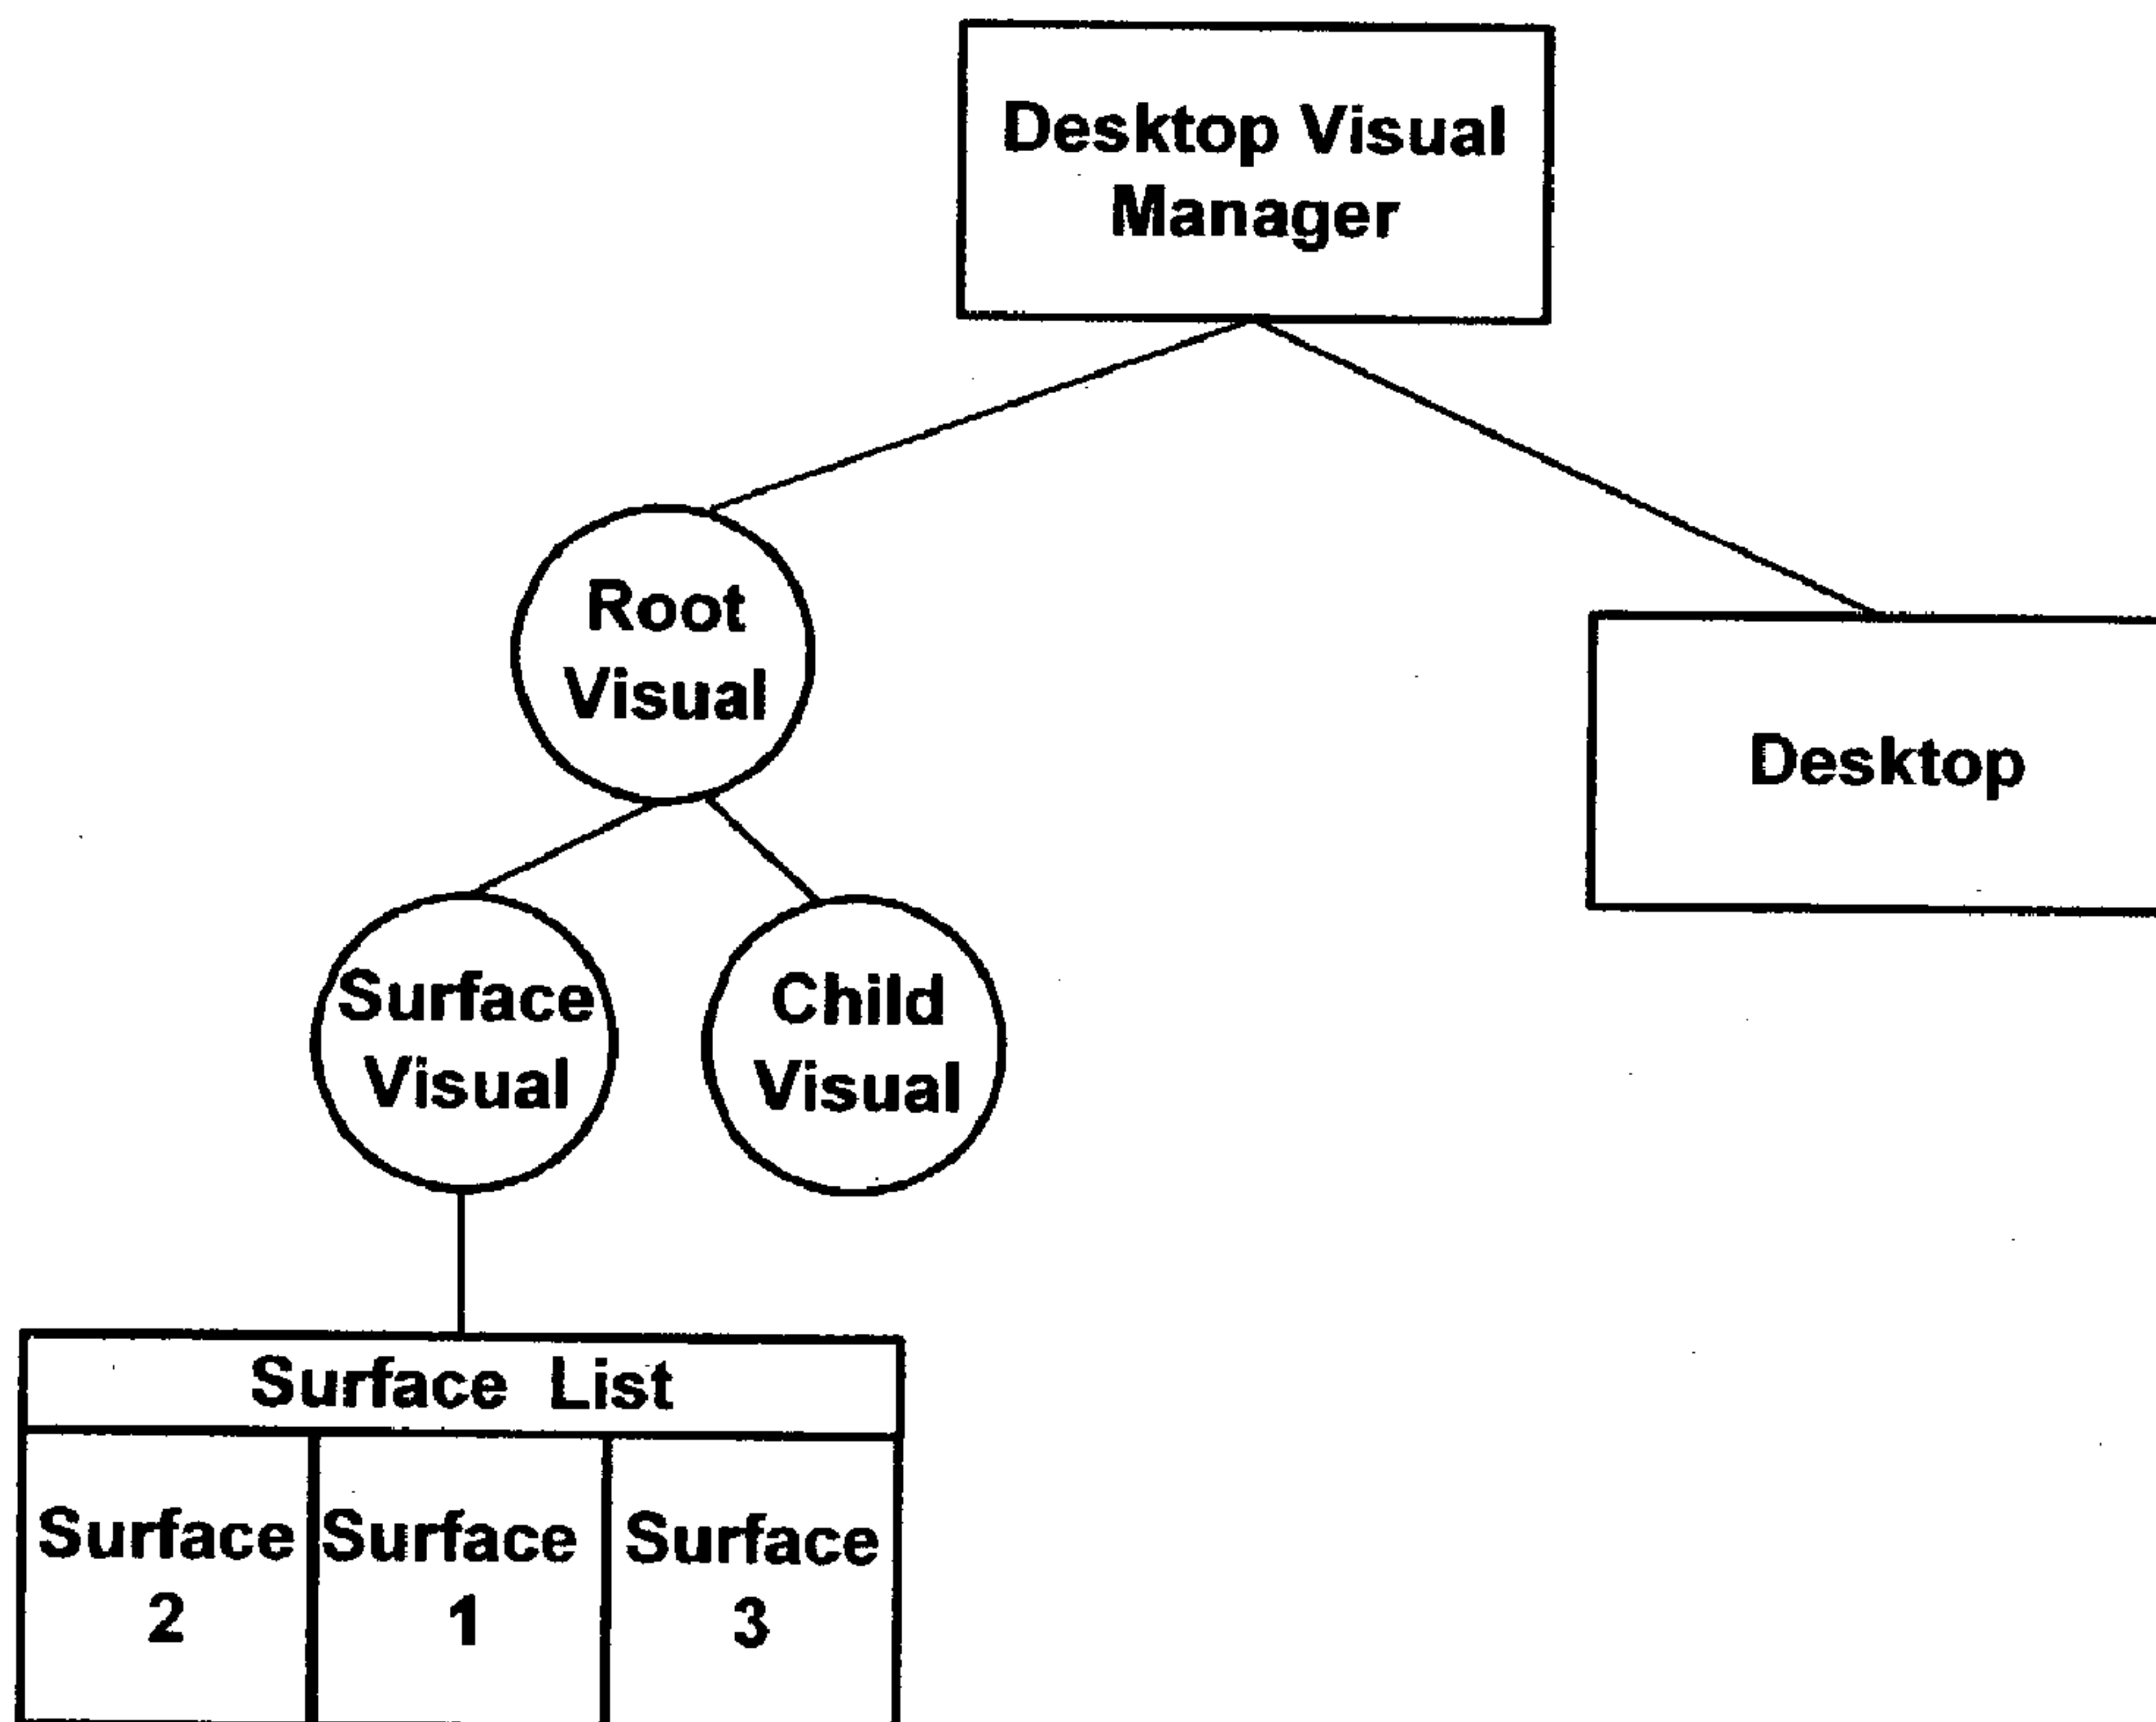 Desktop Visual
Manager
Root
Visual
Desktop
Surface
Visual
Child
Visual
Surface List
Surface
2
Surface
1
Surface
3